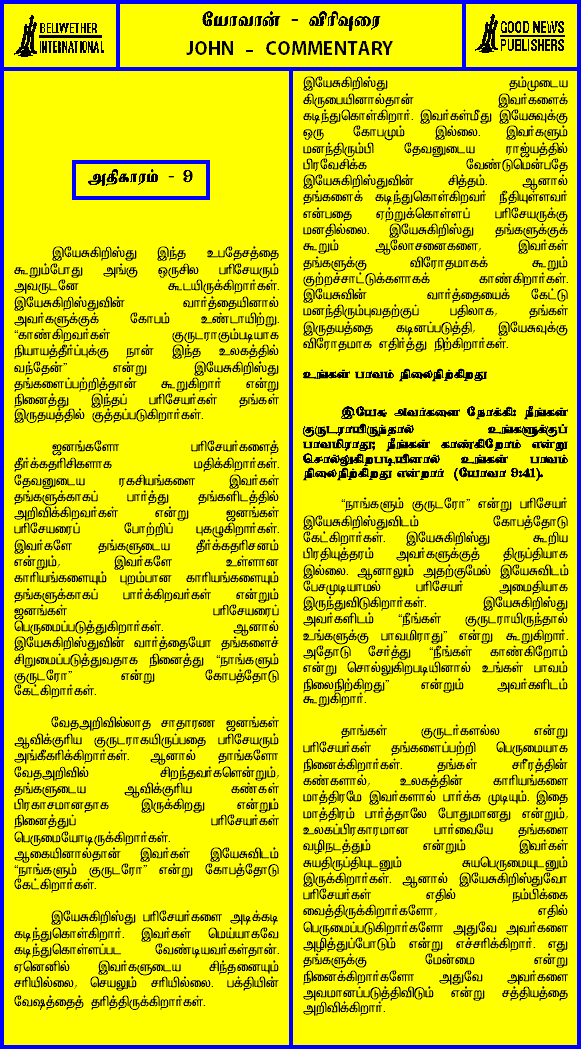 BELWETHER
INTERNATIONAL
யோவான் - விரிவுரை
JOHN - COMMENTARY
GOOD NEWS
PUBLISHERS
அதிகாரம் - 9
இயேசுகிறிஸ்து இந்த உபதேசத்தை
கூறும்போது அங்கு ஒருசில பரிசேயரும்
அவருடனே கூடயிருக்கிறார்கள்.
இயேசுகிறிஸ்துவின் வார்த்தையினால்
அவர்களுக்குக் கோபம் உண்டாயிற்று.
“காண்கிறவர்கள் குருடராகும்படியாக
நியாயத்தீர்ப்புக்கு நான் இந்த உலகத்தில்
வந்தேன்” என்று இயேசுகிறிஸ்து
தங்களைப்பற்றித்தான் கூறுகிறார் என்று
நினைத்து இந்தப் பரிசேயர்கள் தங்கள்
இருதயத்தில் குத்தப்படுகிறார்கள்.
ஜனங்களோ பரிசேயர்களைத்
தீர்க்கதரிசிகளாக மதிக்கிறார்கள்.
தேவனுடைய ரகசியங்களை இவர்கள்
தங்களுக்காகப் பார்த்து தங்களிடத்தில்
அறிவிக்கிறவர்கள் என்று ஜனங்கள்
பரிசேயரைப் போற்றிப் புகழுகிறார்கள்.
இவர்களே தங்களுடைய தீர்க்கதரிசனம்
என்றும், இவர்களே உள்ளான
காரியங்களையும் புறம்பான காரியங்களையும்
தங்களுக்காகப் பார்க்கிறவர்கள் என்றும்
ஜனங்கள் பரிசேயரைப்
பெருமைப்படுத்துகிறார்கள். ஆனால்
இயேசுகிறிஸ்துவின் வார்த்தையோ தங்களைச்
சிறுமைப்படுத்துவதாக நினைத்து “நாங்களும்
குருடரோ” என்று கோபத்தோடு
கேட்கிறார்கள்.
வேதஅறிவில்லாத சாதாரண ஜனங்கள்
ஆவிக்குரிய குருடராகயிருப்பதை பரிசேயரும்
அங்கீகரிக்கிறார்கள். ஆனால் தாங்களோ
வேதஅறிவில் சிறந்தவர்களென்றும்,
தங்களுடைய ஆவிக்குரிய கண்கள்
பிரகாசமானதாக இருக்கிறது என்றும்
நினைத்துப் பரிசேயர்கள்
பெருமையோடிருக்கிறார்கள்.
ஆகையினால்தான் இவர்கள் இயேசுவிடம்
“நாங்களும் குருடரோ” என்று கோபத்தோடு
கேட்கிறார்கள்.
இயேசுகிறிஸ்து பரிசேயர்களை அடிக்கடி
கடிந்துகொள்கிறார். இவர்கள் மெய்யாகவே
கடிந்துகொள்ளப்பட வேண்டியவர்கள்தான்.
ஏனெனில் இவர்களுடைய சிந்தனையும்
சரியில்லை, செயலும் சரியில்லை. பக்தியின்
வேஷத்தைத் தரித்திருக்கிறார்கள்.
இயேசுகிறிஸ்து தம்முடைய
கிருபையினால்தான் இவர்களைக்
கடிந்துகொள்கிறார். இவர்கள்மீது இயேசுவுக்கு
ஒரு கோபமும் இல்லை. இவர்களும்
மனந்திரும்பி தேவனுடைய ராஜ்யத்தில்
பிரவேசிக்க வேண்டுமென்பதே
இயேசுகிறிஸ்துவின் சித்தம். ஆனால்
தங்களைக் கடிந்துகொள்கிறவர் நீதியுள்ளவர்
என்பதை ஏற்றுக்கொள்ளப் பரிசேயருக்கு
மனதில்லை. இயேசுகிறிஸ்து தங்களுக்குக்
கூறும் ஆலோசனைகளை, இவர்கள்
தங்களுக்கு விரோதமாகக் கூறும்
குற்றச்சாட்டுக்களாகக் காண்கிறார்கள்.
இயேசுவின் வார்த்தையைக் கேட்டு
மனந்திரும்புவதற்குப் பதிலாக, தங்கள்
இருதயத்தை கடினப்படுத்தி, இயேசுவுக்கு
விரோதமாக எதிர்த்து நிற்கிறார்கள்.
உங்கள் பாவம் நிலைநிற்கிறது
இயேசு அவர்களை நோக்கி: நீங்கள்
குருடராயிருந்தால் உங்களுக்குப்
பாவமிராது; நீங்கள் காண்கிறோம் என்று
சொல்லுகிறபடியினால் உங்கள் பாவம்
நிலைநிற்கிறது என்றார் (யோவா 9:41).
“நாங்களும் குருடரோ” என்று பரிசேயர்
இயேசுகிறிஸ்துவிடம் கோபத்தோடு
கேட்கிறார்கள். இயேசுகிறிஸ்து கூறிய
பிரதியுத்தரம் அவர்களுக்குத் திருப்தியாக
இல்லை. ஆனாலும் அதற்குமேல் இயேசுவிடம்
பேசமுடியாமல் பரிசேயர் அமைதியாக
இருந்துவிடுகிறார்கள். இயேசுகிறிஸ்து
அவர்களிடம் “நீங்கள் குருடராயிருந்தால்
உங்களுக்கு பாவமிராது” என்று கூறுகிறார்.
அதோடு சேர்த்து “நீங்கள் காண்கிறோம்
என்று சொல்லுகிறபடியினால் உங்கள் பாவம்
நிலைநிற்கிறது” என்றும் அவர்களிடம்
கூறுகிறார்.
தாங்கள் குருடர்களல்ல என்று
பரிசேயர்கள் தங்களைப்பற்றி பெருமையாக
நினைக்கிறார்கள். தங்கள் சரீரத்தின்
கண்களால், உலகத்தின் காரியங்களை
மாத்திரமே இவர்களால் பார்க்க முடியும். இதை
மாத்திரம் பார்த்தாலே போதுமானது என்றும்,
உலகப்பிரகாரமான பார்வையே தங்களை
வழிநடத்தும் என்றும் இவர்கள்
சுயதிருப்தியுடனும் சுயபெருமையுடனும்
இருக்கிறார்கள். ஆனால் இயேசுகிறிஸ்துவோ
பரிசேயர்கள் எதில் நம்பிக்கை
வைத்திருக்கிறார்களோ, எதில்
பெருமைப்படுகிறார்களோ அதுவே அவர்களை
அழித்துப்போடும் என்று எச்சரிக்கிறார். எது
தங்களுக்கு மேன்மை என்று
நினைக்கிறார்களோ அதுவே அவர்களை
அவமானப்படுத்திவிடும் என்று சத்தியத்தை
அறிவிக்கிறார்.